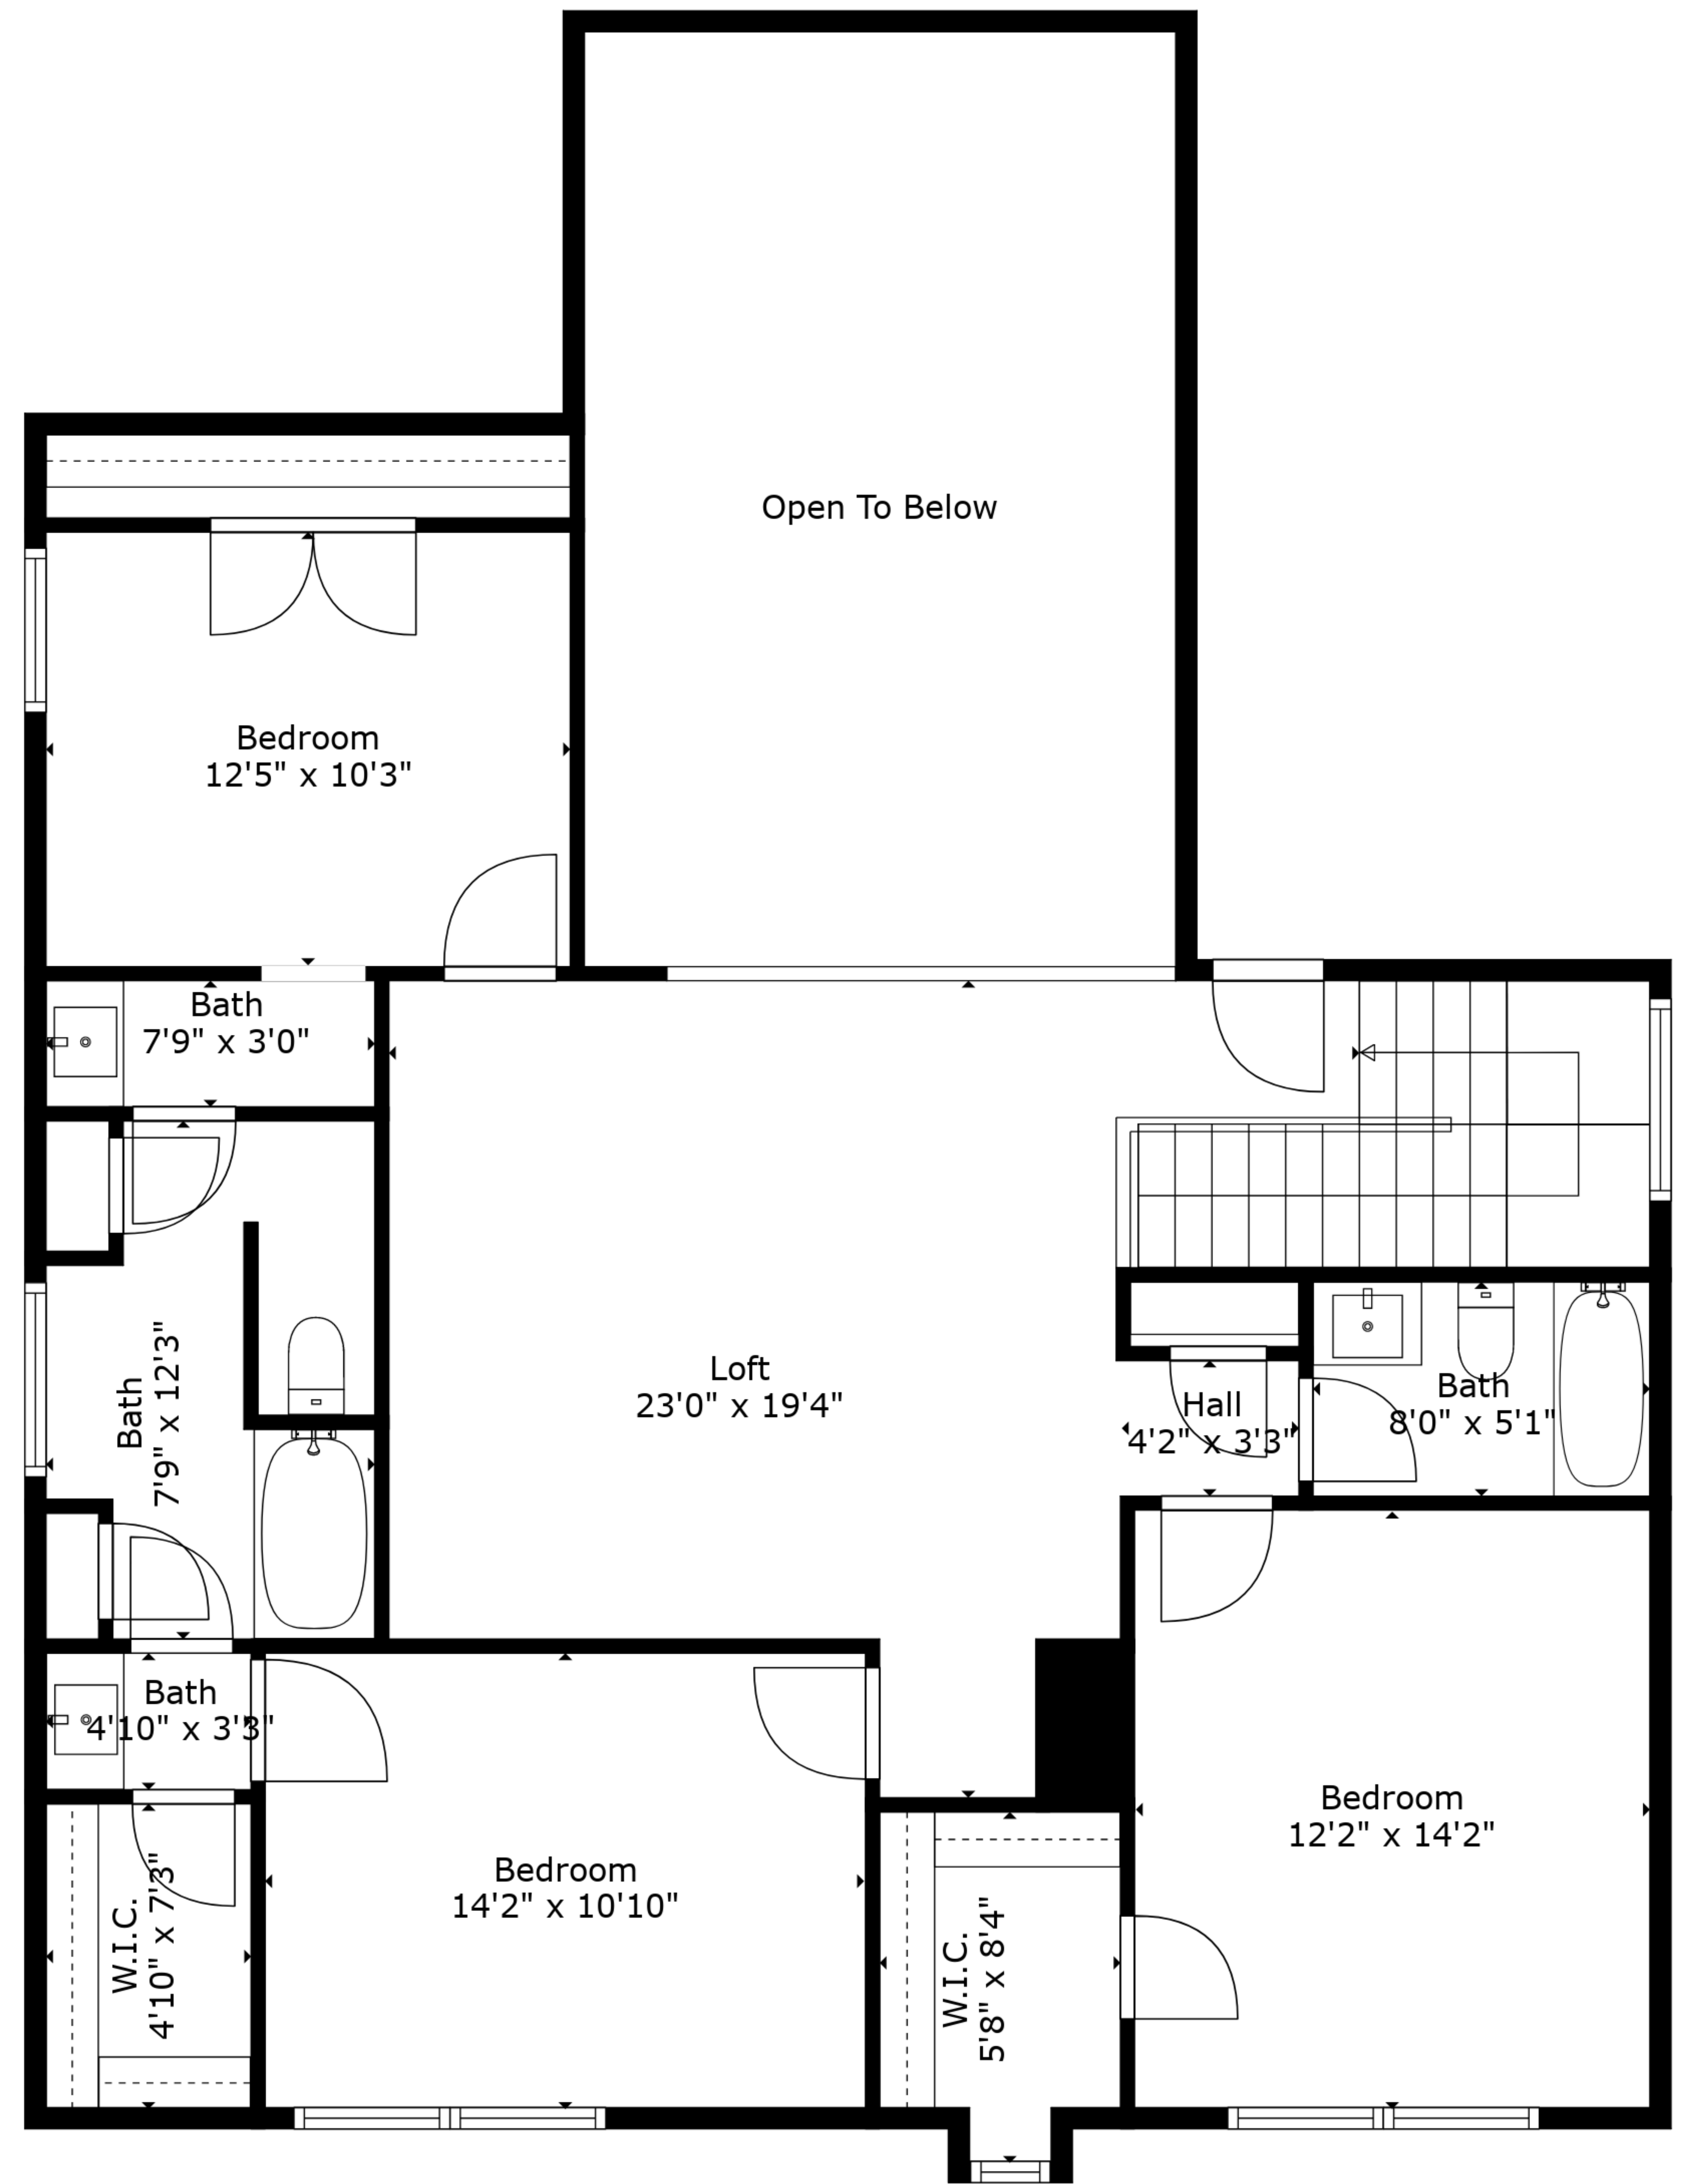 Open To Below
Bedroom
12'5" x 10'3"
Bath
7'9" x 3'0"
Loft
23'0" x 19'4"
Hall
4'2" x 3'3"
Bath
8'0" x 5'1"
Bath
7'9" x 12'3"
Bath
4'10" x 3'3"
W.I.C.
4'10" x 7'3"
Bedroom
14'2" x 10'10"
W.I.C.
5'8" x 8'4"
Bedroom
12'2" x 14'2"